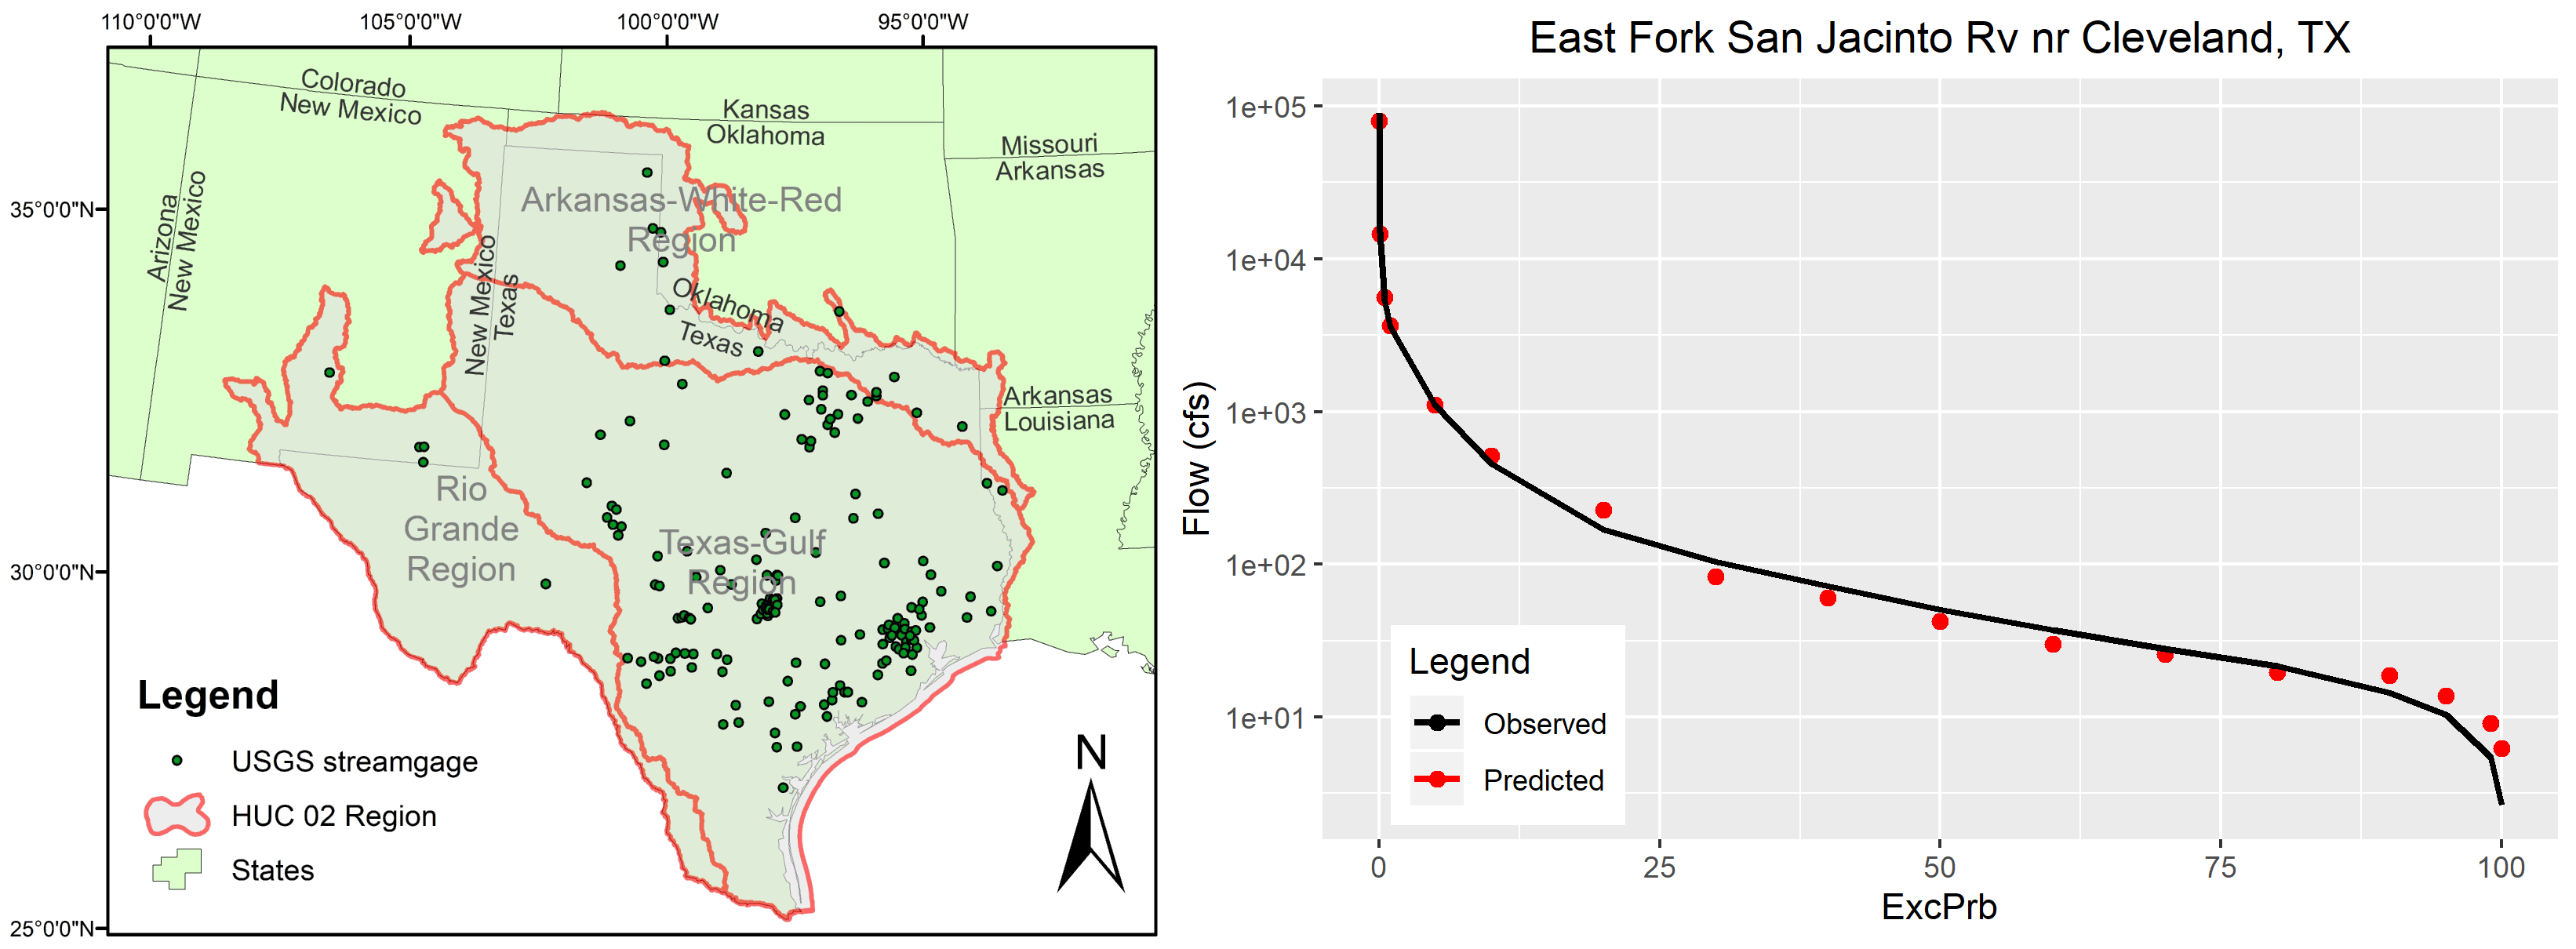 110°0'0"W 105°0'0"W 100°0'0"W 95°0'0"W
35°0'0"N
30°0'0"N
25°0'0"N
Colorado
New Mexico
Kansas
Oklahoma
Missouri
Arkansas
Arizona
New Mexico
Arkansas-White-Red
Region
New Mexico
Texas
Oklahoma
Texas
Arkansas
Louisiana
Rio
Grande
Region
Texas-Gulf
Region
Legend
USGS streamgage
HUC 02 Region
States
N
East Fork San Jacinto Rv nr Cleveland, TX
Flow (cfs)
1e+05
1e+04
1e+03
1e+02
1e+01
Legend
Observed
Predicted
0 25 50 75 100
ExcPrb